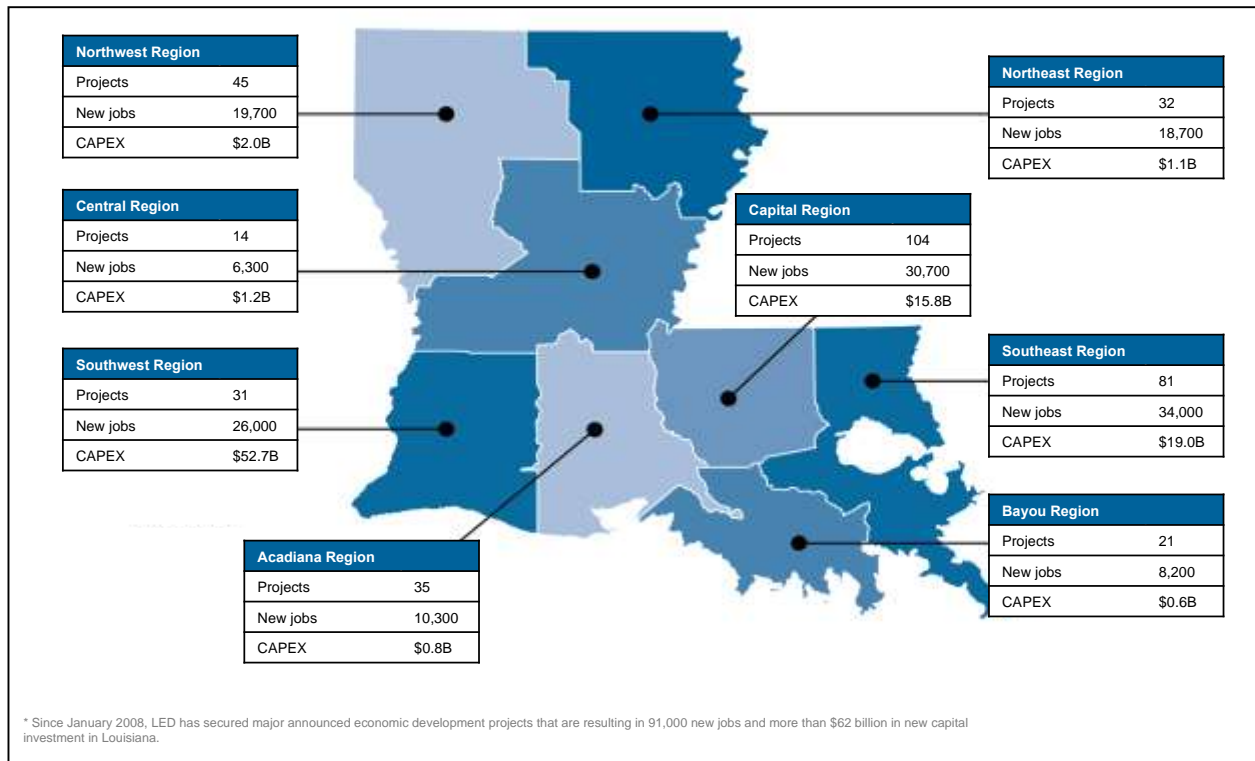 Northwest Region
Projects 45
New jobs 19,700
CAPEX $2.0B
Northeast Region
Projects 32
New jobs 18,700
CAPEX $1.1B
Central Region
Projects 14
New jobs 6,300
CAPEX $1.2B
Capital Region
Projects 104
New jobs 30,700
CAPEX $15.8B
Southwest Region
Projects 31
New jobs 26,000
CAPEX $52.7B
Southeast Region
Projects 81
New jobs 34,000
CAPEX $19.0B
Acadiana Region
Projects 35
New jobs 10,300
CAPEX $0.8B
Bayou Region
Projects 21
New jobs 8,200
CAPEX $0.6B
* Since January 2008, LED has secured major announced economic development projects that are resulting in 91,000 new jobs and more than $62 billion in new capital
investment in Louisiana.